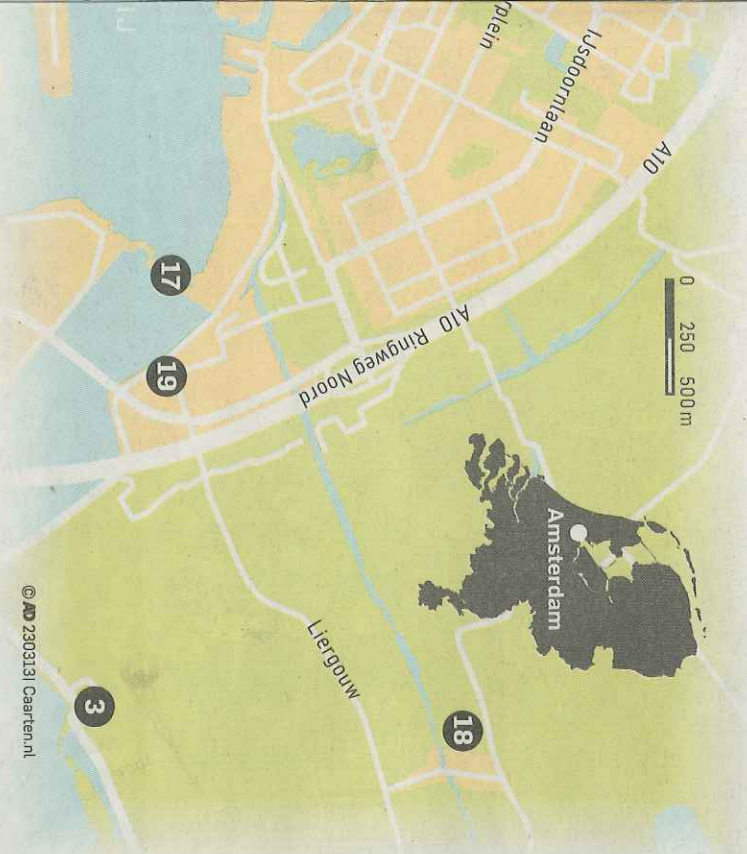 0 250 500 m
A10
IJsdoornlaan
rplein
A10 Ringweg Noord
Amsterdam
18
Liergouw
IJ
17
19
3
© AD 230313| Caarten.nl